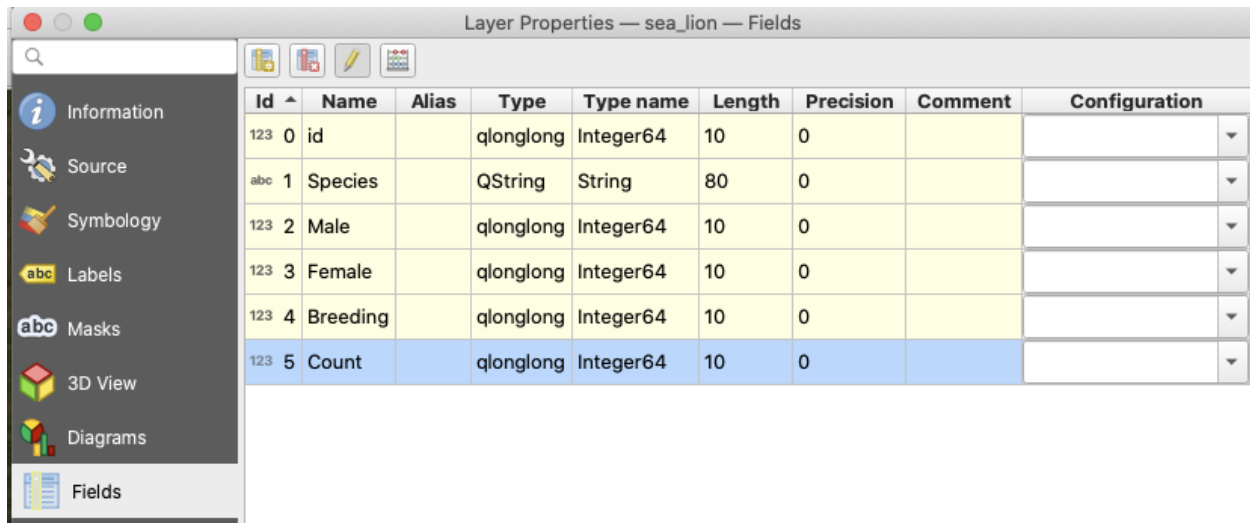 Layer Properties — sea_lion — Fields
Information
Source
Symbology
abc Labels
abc Masks
3D View
Diagrams
Fields
Id Name Alias Type Type name Length Precision Comment Configuration
123 0 id qlonglong Integer64 10 0
abc 1 Species QString String 80 0
123 2 Male qlonglong Integer64 10 0
123 3 Female qlonglong Integer64 10 0
123 4 Breeding qlonglong Integer64 10 0
123 5 Count qlonglong Integer64 10 0